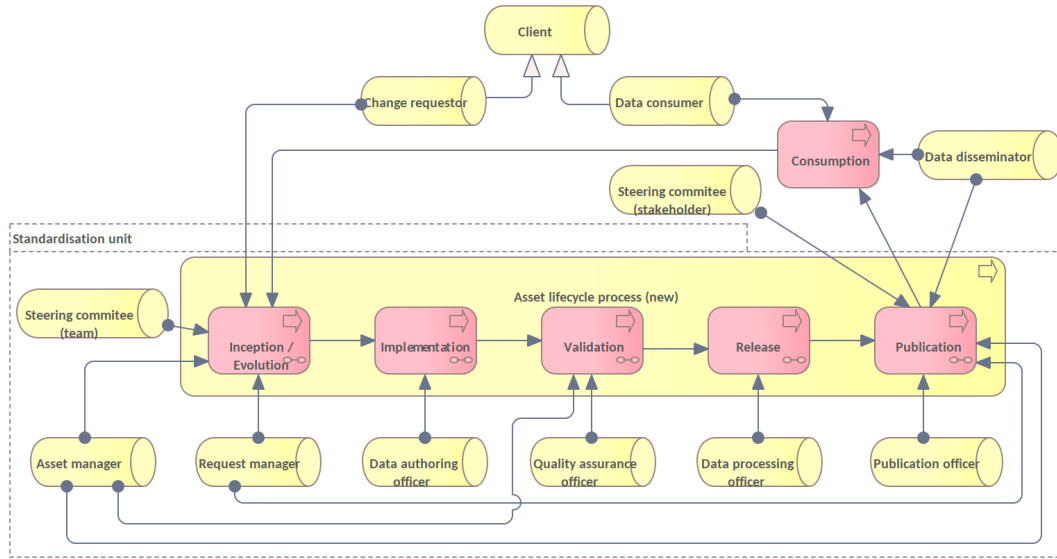 Client
Change requestor
Data consumer
Consumption
Data disseminator
Steering commitee
(stakeholder)
Standardisation unit
Asset lifecycle process (new)
Steering commitee
(team)
Inception /
Evolution
Implementation
Validation
Release
Publication
Asset manager
Request manager
Data authoring
officer
Quality assurance
officer
Data processing
officer
Publication officer